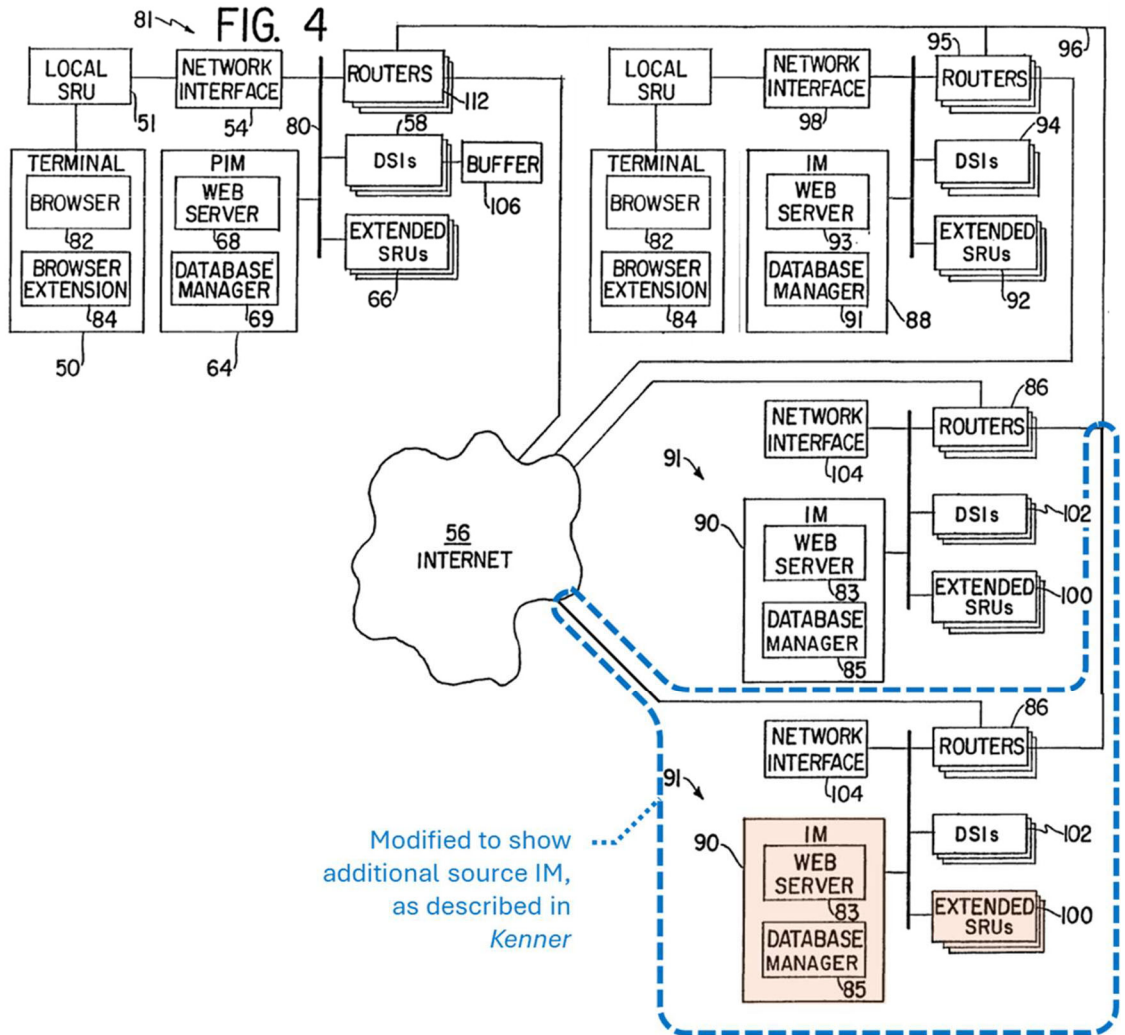 81
FIG. 4
LOCAL
SRU
51
NETWORK
INTERFACE
54
80
ROUTERS
112
58
DSIs
BUFFER
106
EXTENDED
SRUs
66
TERMINAL
BROWSER
82
BROWSER
EXTENSION
84
50
PIM
WEB
SERVER
68
DATABASE
MANAGER
69
64
LOCAL
SRU
NETWORK
INTERFACE
98
95
ROUTERS
96
94
DSIs
EXTENDED
SRUs
92
TERMINAL
BROWSER
82
BROWSER
EXTENSION
84
IM
WEB
SERVER
93
DATABASE
MANAGER
91
88
56
INTERNET
91
NETWORK
INTERFACE
104
86
ROUTERS
90
IM
WEB
SERVER
83
DATABASE
MANAGER
85
DSIs
102
EXTENDED
SRUs
100
91
NETWORK
INTERFACE
104
86
ROUTERS
90
IM
WEB
SERVER
83
DATABASE
MANAGER
85
DSIs
102
EXTENDED
SRUs
100
Modified to show
additional source IM,
as described in
Kenner